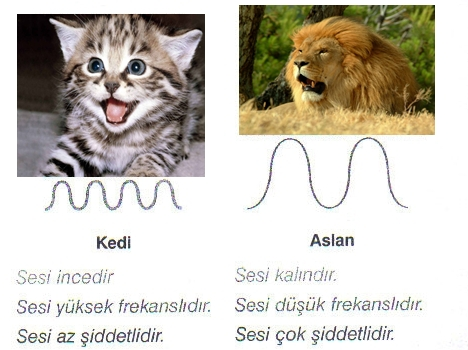 Kedi
Sesi incedir
Sesi yüksek frekanslıdır.
Sesi az şiddetlidir.
Aslan
Sesi kalındır.
Sesi düşük frekanslıdır.
Sesi çok şiddetlidir.